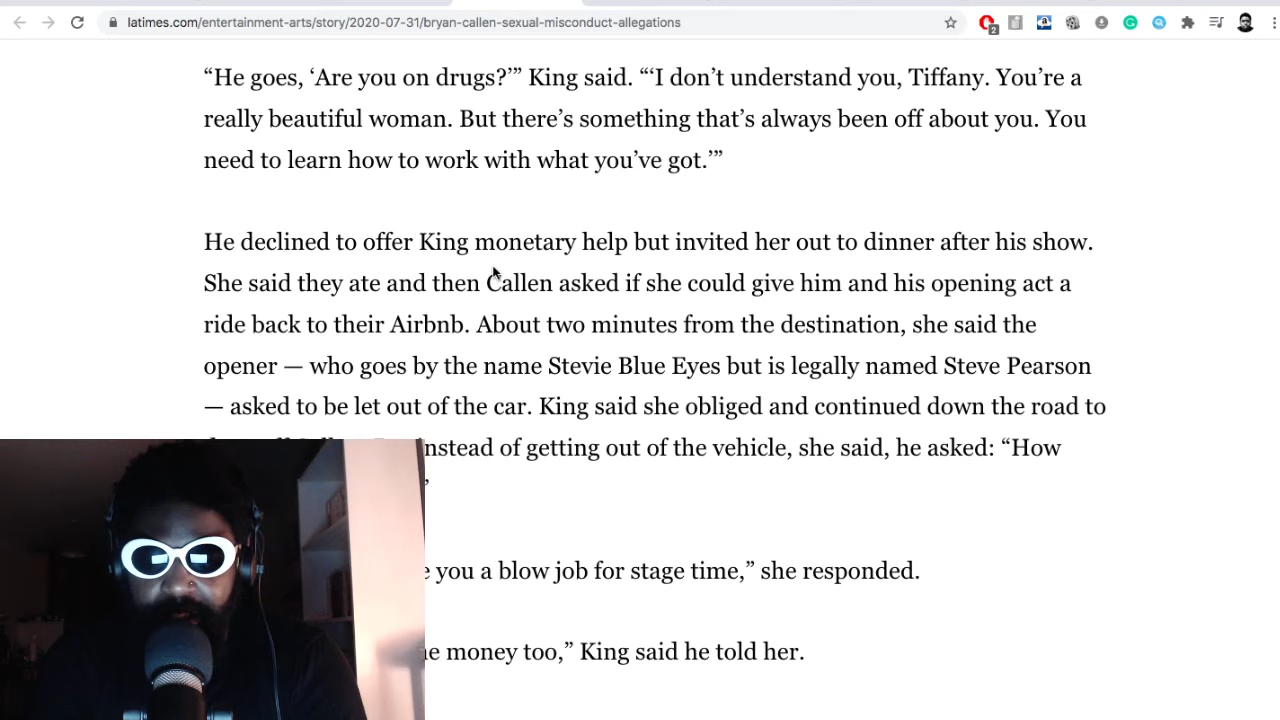 latimes.com/entertainment-arts/story/2020-07-31/bryan-callen-sexual-misconduct-allegations
2
“He goes, ‘Are you on drugs?’” King said. “‘I don’t understand you, Tiffany. You’re a
really beautiful woman. But there’s something that’s always been off about you. You
need to learn how to work with what you’ve got.’”
He declined to offer King monetary help but invited her out to dinner after his show.
She said they ate and then Callen asked if she could give him and his opening act a
ride back to their Airbnb. About two minutes from the destination, she said the
opener — who goes by the name Stevie Blue Eyes but is legally named Steve Pearson
— asked to be let out of the car. King said she obliged and continued down the road to
instead of getting out of the vehicle, she said, he asked: “How
you a blow job for stage time,” she responded.
money too,” King said he told her.